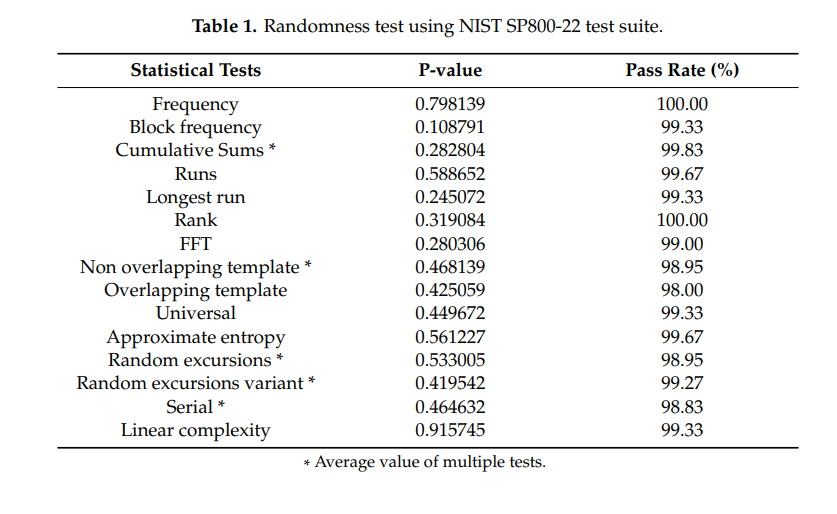 Table 1. Randomness test using NIST SP800-22 test suite.
Statistical Tests P-value Pass Rate (%)
Frequency 0.798139 100.00
Block frequency 0.108791 99.33
Cumulative Sums * 0.282804 99.83
Runs 0.588652 99.67
Longest run 0.245072 99.33
Rank 0.319084 100.00
FFT 0.280306 99.00
Non overlapping template * 0.468139 98.95
Overlapping template 0.425059 98.00
Universal 0.449672 99.33
Approximate entropy 0.561227 99.67
Random excursions * 0.533005 98.95
Random excursions variant * 0.419542 99.27
Serial * 0.464632 98.83
Linear complexity 0.915745 99.33
* Average value of multiple tests.